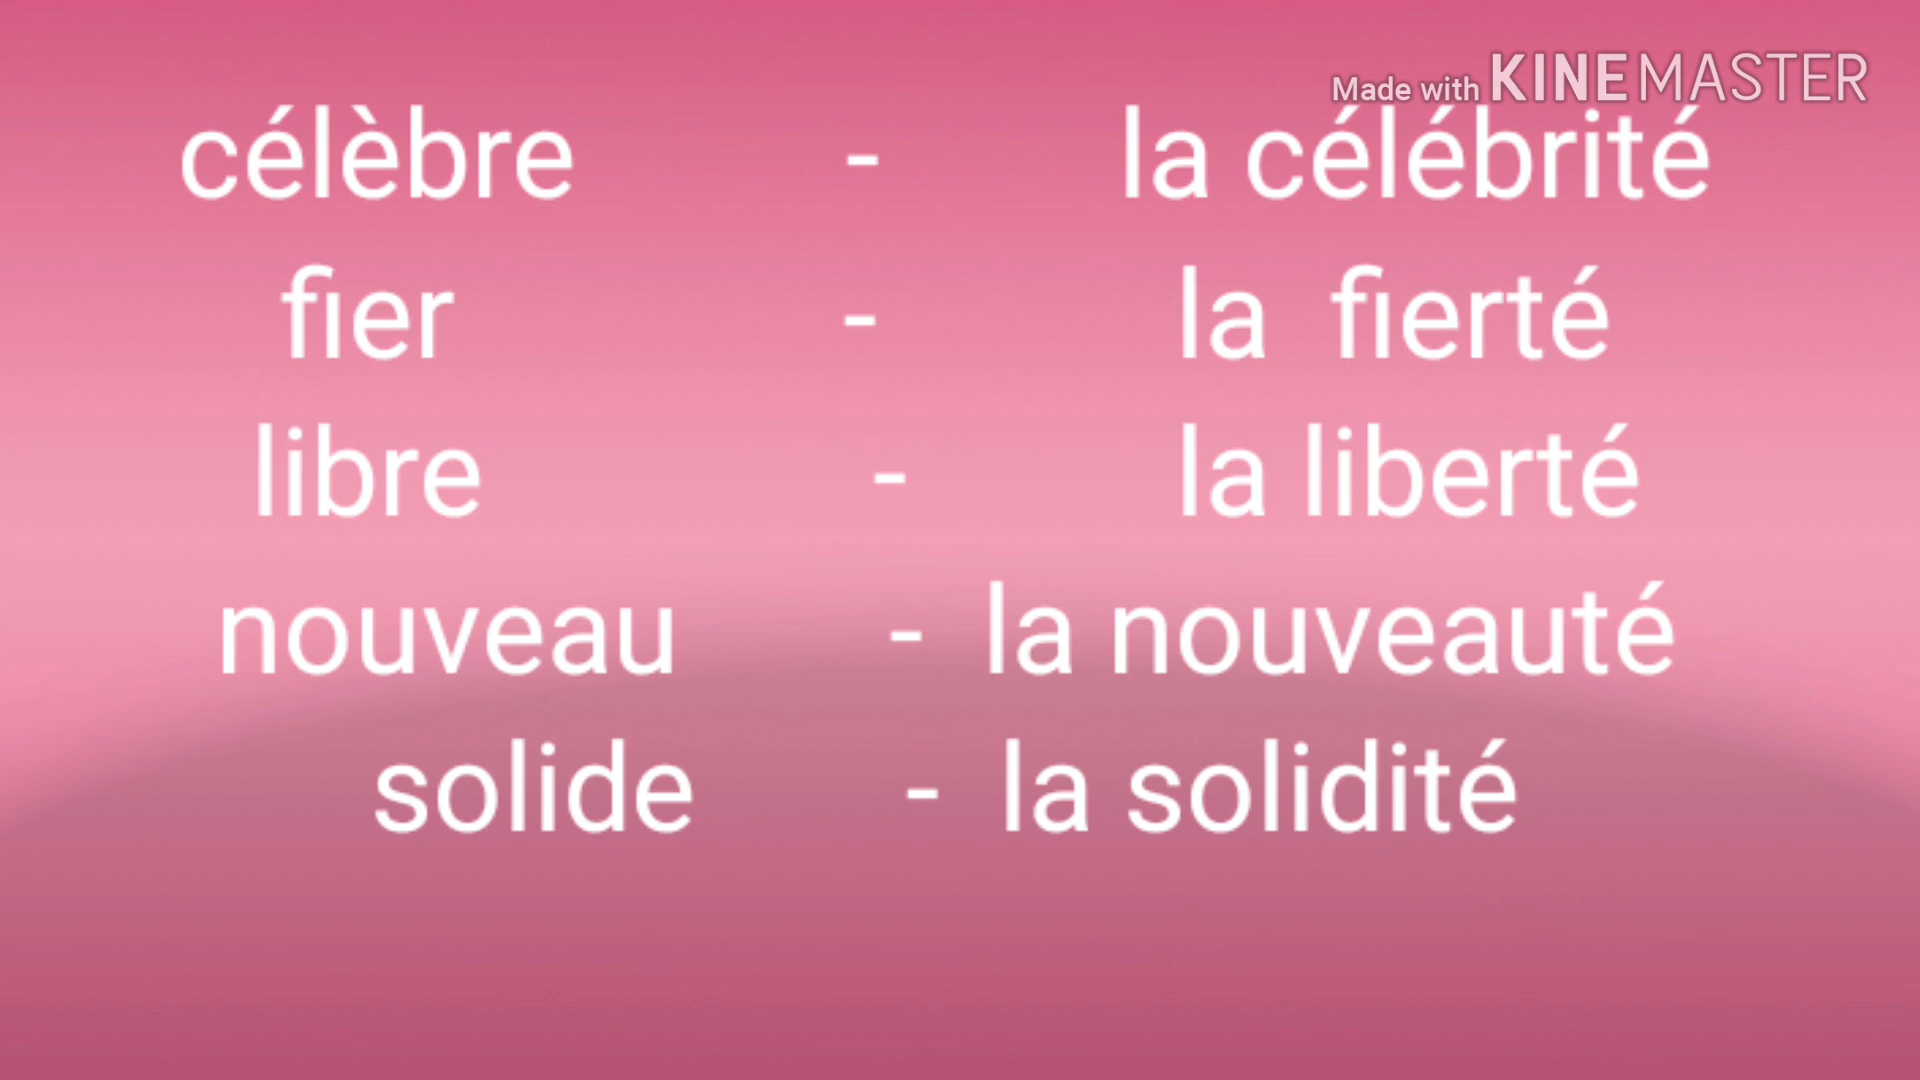 Made with KINEMASTER
célèbre - la célébrité
fier - la fierté
libre - la liberté
nouveau - la nouveauté
solide - la solidité